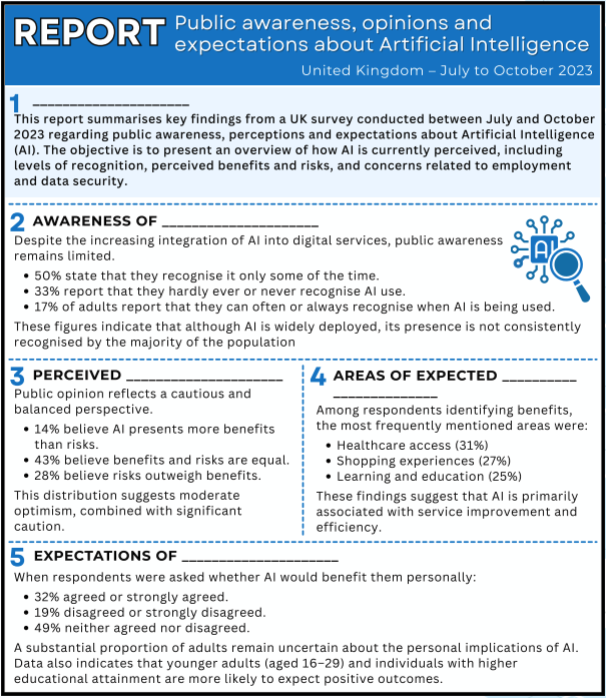 REPORT
Public awareness, opinions and
expectations about Artificial Intelligence
United Kingdom – July to October 2023
1 ____________________
This report summarises key findings from a UK survey conducted between July and October
2023 regarding public awareness, perceptions and expectations about Artificial Intelligence
(AI). The objective is to present an overview of how AI is currently perceived, including
levels of recognition, perceived benefits and risks, and concerns related to employment
and data security.
2 AWARENESS OF ____________________
Despite the increasing integration of AI into digital services, public awareness
remains limited.
• 50% state that they recognise it only some of the time.
• 33% report that they hardly ever or never recognise AI use.
• 17% of adults report that they can often or always recognise when AI is being used.
These figures indicate that although AI is widely deployed, its presence is not consistently
recognised by the majority of the population
AI
3 PERCEIVED ____________________
Public opinion reflects a cautious and
balanced perspective.
• 14% believe AI presents more benefits
than risks.
• 43% believe benefits and risks are equal.
• 28% believe risks outweigh benefits.
This distribution suggests moderate
optimism, combined with significant
caution.
4 AREAS OF EXPECTED __________
______________
Among respondents identifying benefits,
the most frequently mentioned areas were:
• Healthcare access (31%)
• Shopping experiences (27%)
• Learning and education (25%)
These findings suggest that AI is primarily
associated with service improvement and
efficiency.
5 EXPECTATIONS OF ____________________
When respondents were asked whether AI would benefit them personally:
• 32% agreed or strongly agreed.
• 19% disagreed or strongly disagreed.
• 49% neither agreed nor disagreed.
A substantial proportion of adults remain uncertain about the personal implications of AI.
Data also indicates that younger adults (aged 16–29) and individuals with higher
educational attainment are more likely to expect positive outcomes.